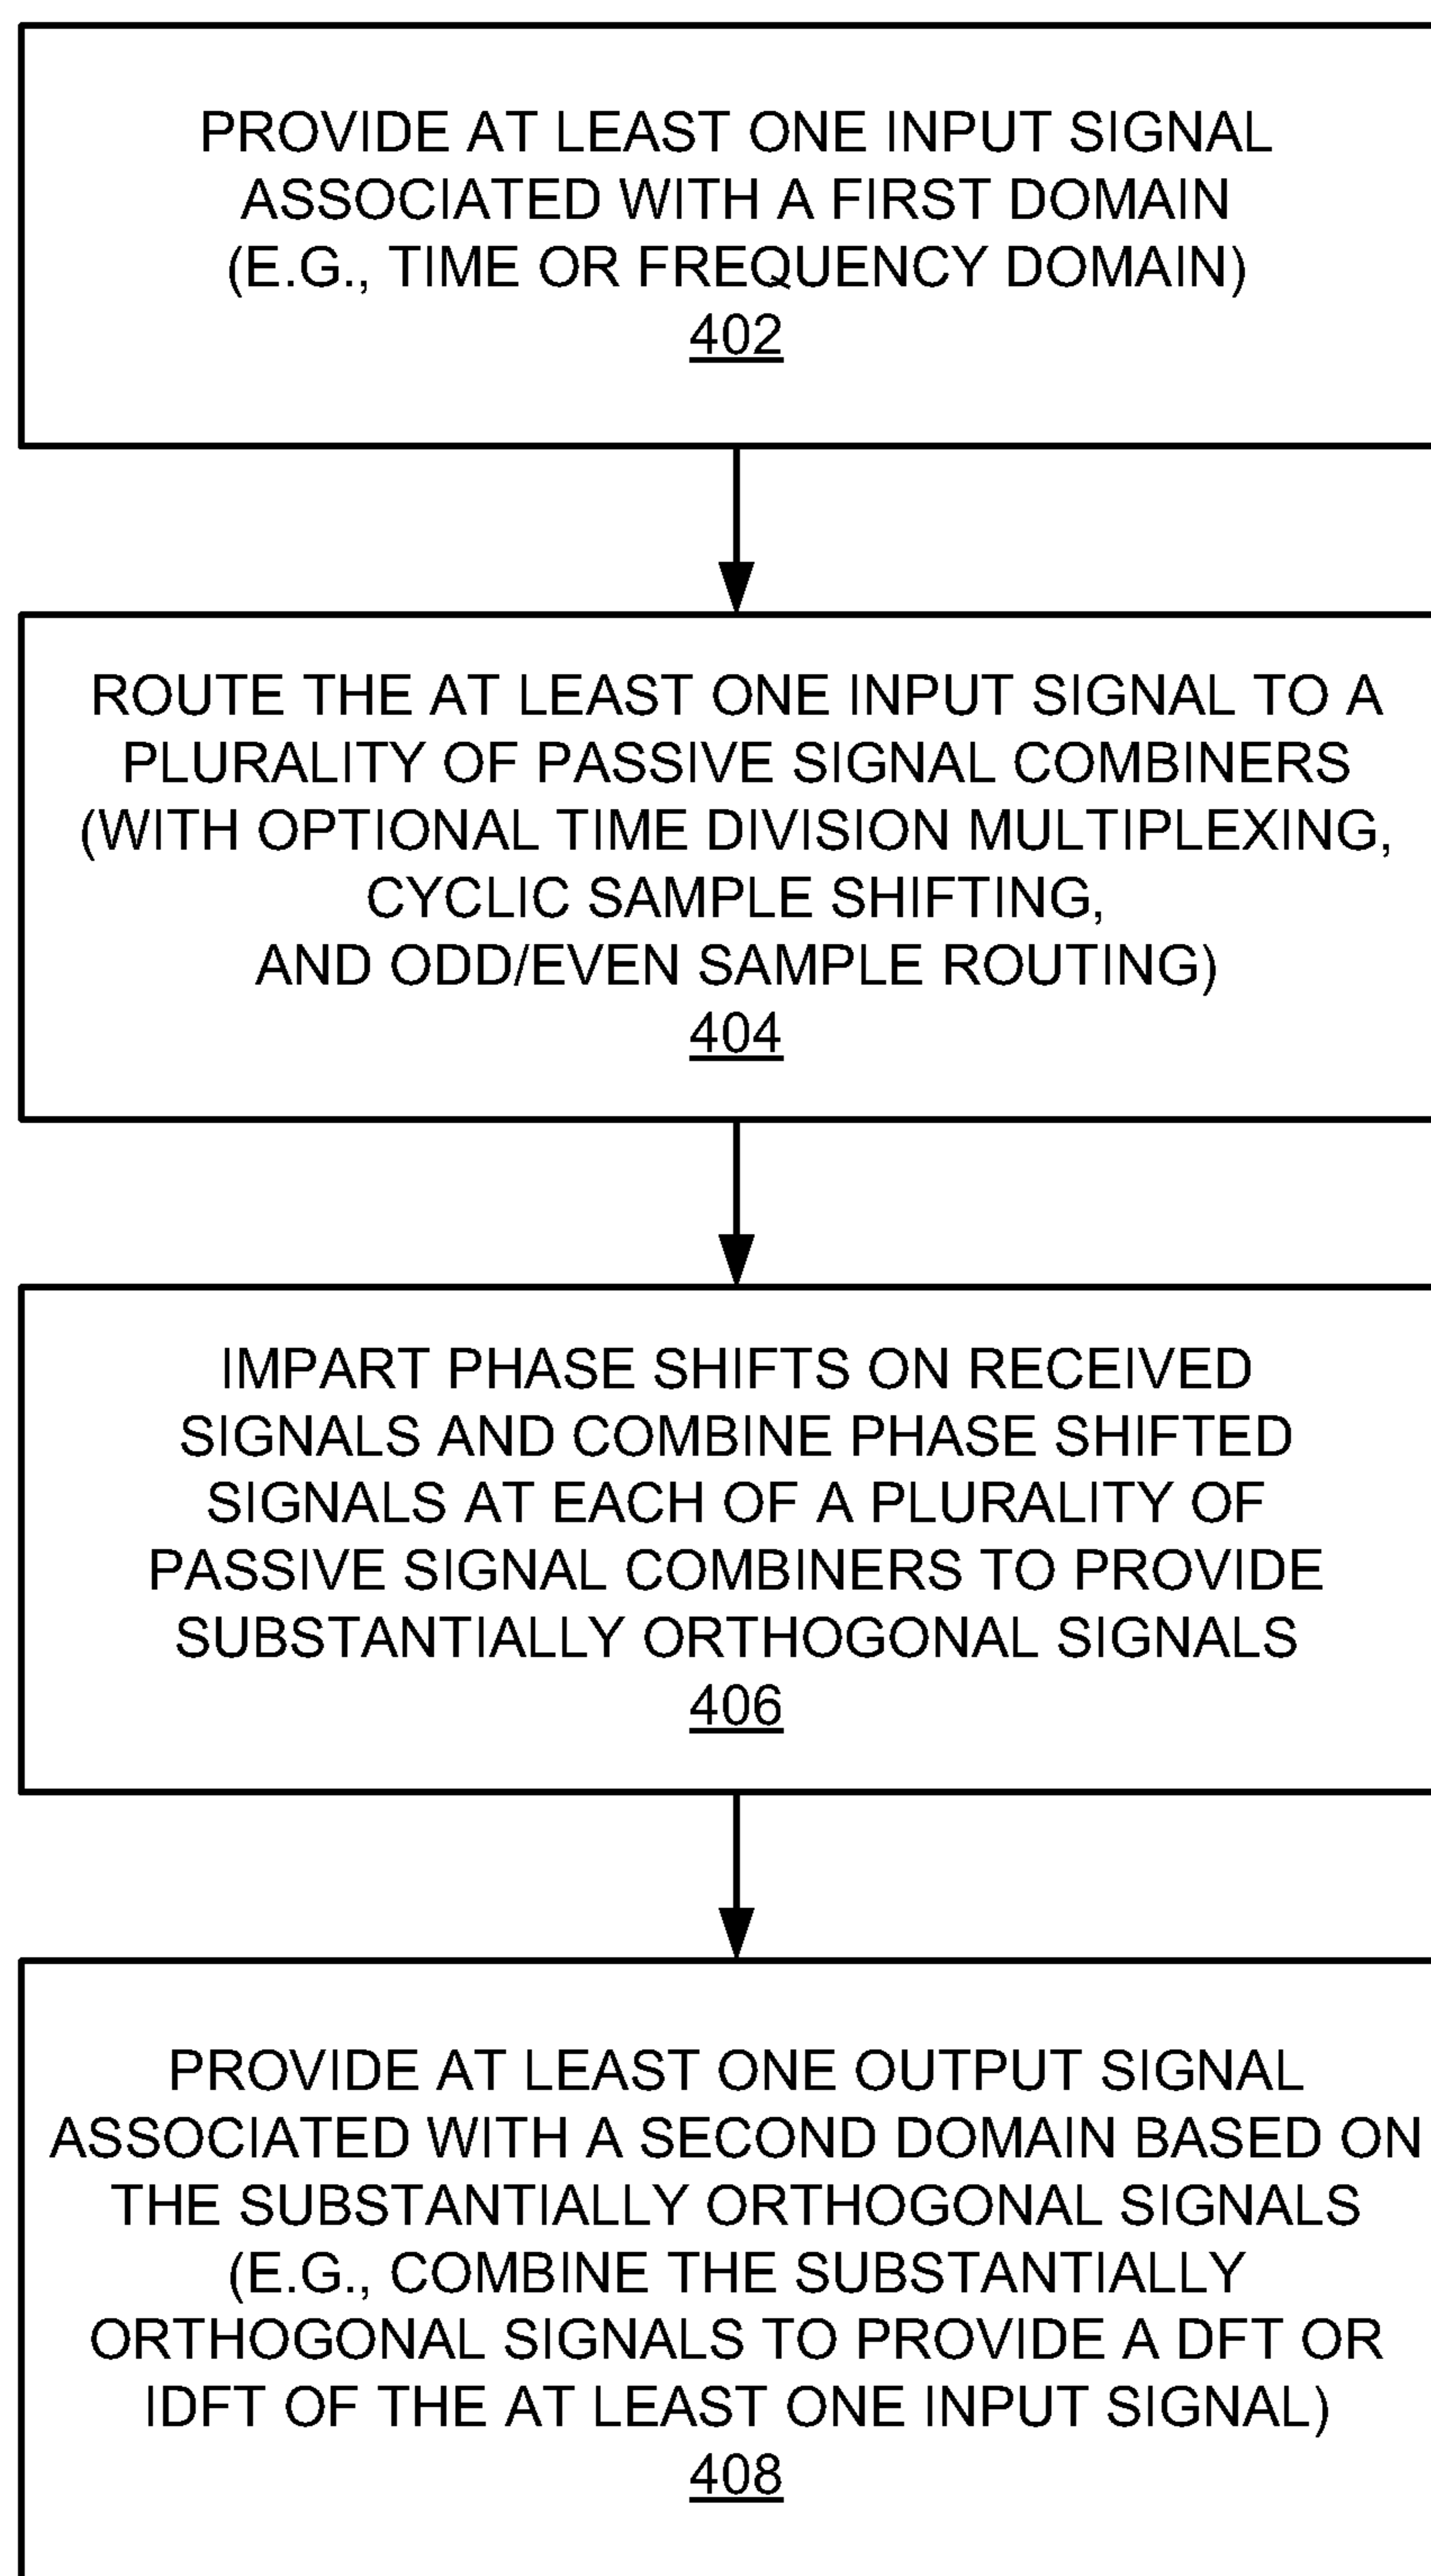 PROVIDE AT LEAST ONE INPUT SIGNAL
ASSOCIATED WITH A FIRST DOMAIN
(E.G., TIME OR FREQUENCY DOMAIN)
402
ROUTE THE AT LEAST ONE INPUT SIGNAL TO A
PLURALITY OF PASSIVE SIGNAL COMBINERS
(WITH OPTIONAL TIME DIVISION MULTIPLEXING,
CYCLIC SAMPLE SHIFTING,
AND ODD/EVEN SAMPLE ROUTING)
404
IMPART PHASE SHIFTS ON RECEIVED
SIGNALS AND COMBINE PHASE SHIFTED
SIGNALS AT EACH OF A PLURALITY OF
PASSIVE SIGNAL COMBINERS TO PROVIDE
SUBSTANTIALLY ORTHOGONAL SIGNALS
406
PROVIDE AT LEAST ONE OUTPUT SIGNAL
ASSOCIATED WITH A SECOND DOMAIN BASED ON
THE SUBSTANTIALLY ORTHOGONAL SIGNALS
(E.G., COMBINE THE SUBSTANTIALLY
ORTHOGONAL SIGNALS TO PROVIDE A DFT OR
IDFT OF THE AT LEAST ONE INPUT SIGNAL)
408